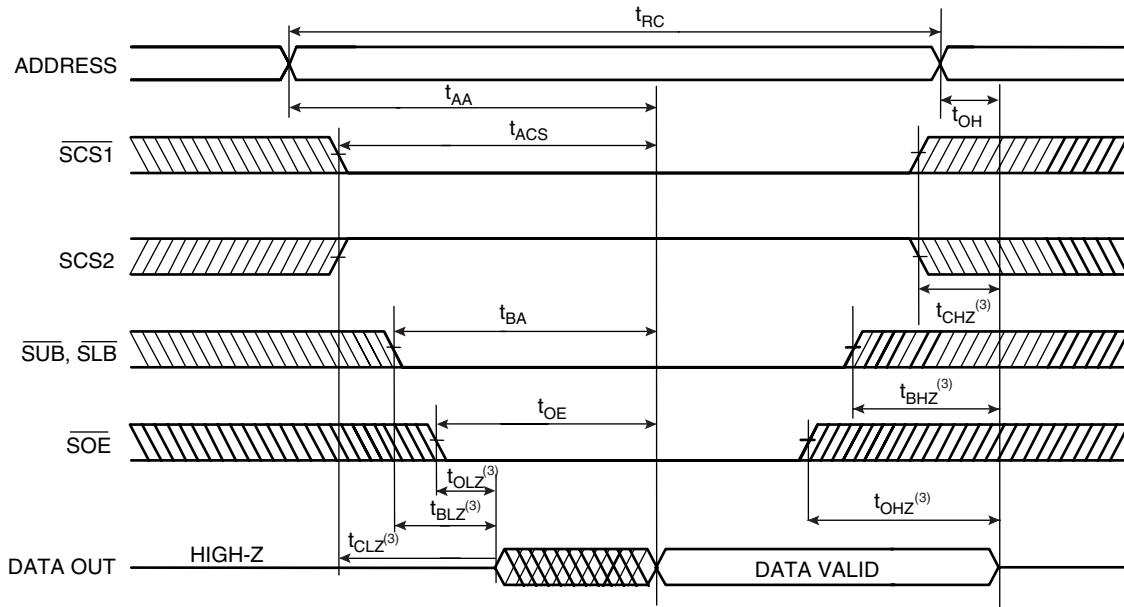 tRC
ADDRESS
tAA
tOH
tACS
SCS1
SCS2
tCHZ(3)
tBA
SUB, SLB
tBHZ(3)
tOE
SOE
tOLZ(3)
tOHZ(3)
tBLZ(3)
tCLZ(3)
HIGH-Z
DATA OUT
DATA VALID